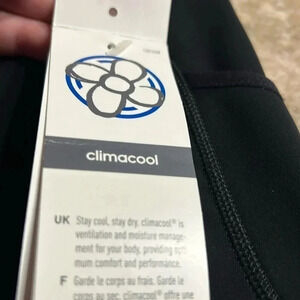 climacool
UK Stay cool, stay dry. climacool® is
ventilation and moisture manage-
ment for your body, providing opti
mum comfort and performance.
F Garde le corps au frais. Garde le
corps au sec. climacool® offre une